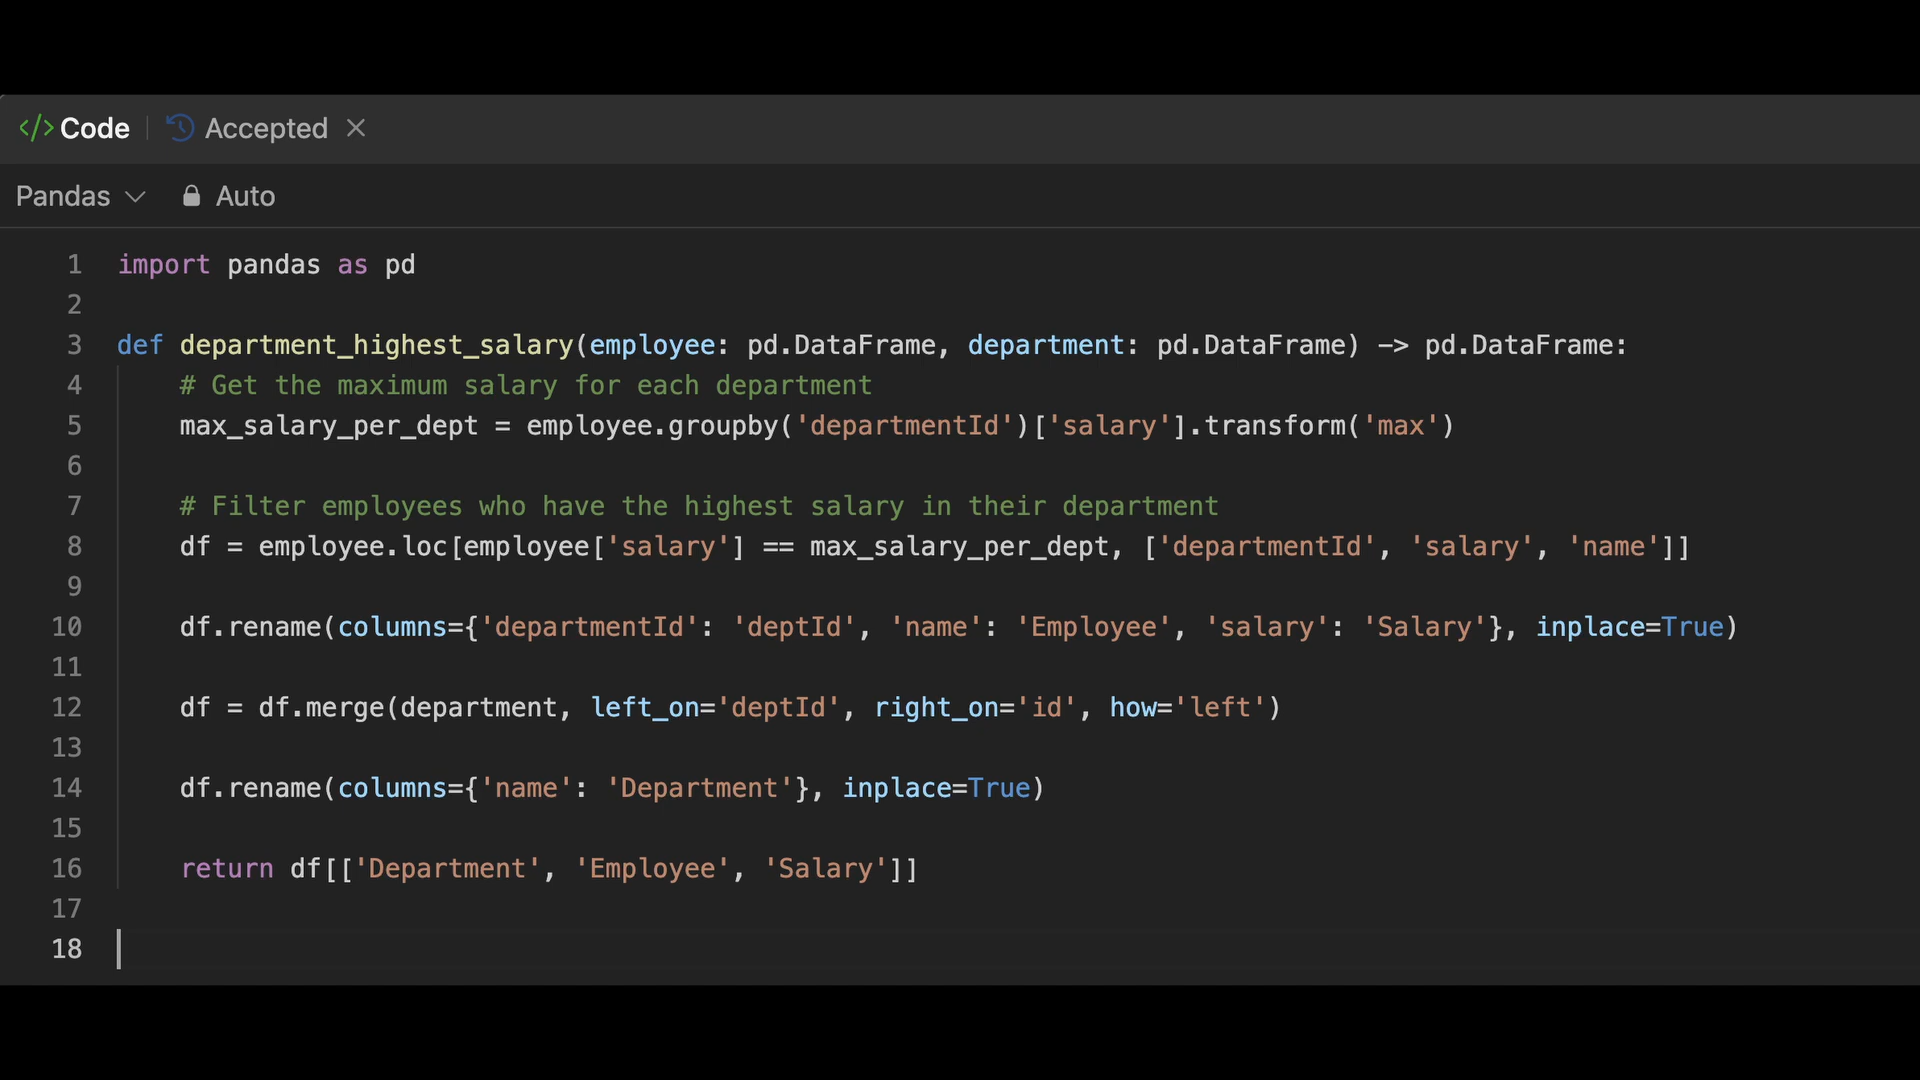 </> Code | Accepted ×
Pandas Auto
1 import pandas as pd
2
3 def department_highest_salary(employee: pd.DataFrame, department: pd.DataFrame) -> pd.DataFrame:
4     # Get the maximum salary for each department
5     max_salary_per_dept = employee.groupby('departmentId')['salary'].transform('max')
6
7     # Filter employees who have the highest salary in their department
8     df = employee.loc[employee['salary'] == max_salary_per_dept, ['departmentId', 'salary', 'name']]
9
10     df.rename(columns={'departmentId': 'deptId', 'name': 'Employee', 'salary': 'Salary'}, inplace=True)
11
12     df = df.merge(department, left_on='deptId', right_on='id', how='left')
13
14     df.rename(columns={'name': 'Department'}, inplace=True)
15
16     return df[['Department', 'Employee', 'Salary']]
17
18